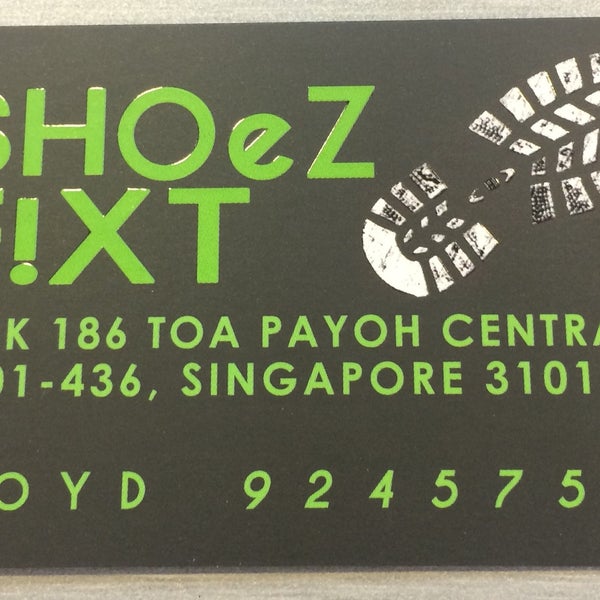 SHOeZ
F!XT
K 186 TOA PAYOH CENTRA
01-436, SINGAPORE 3101
OYD 924575